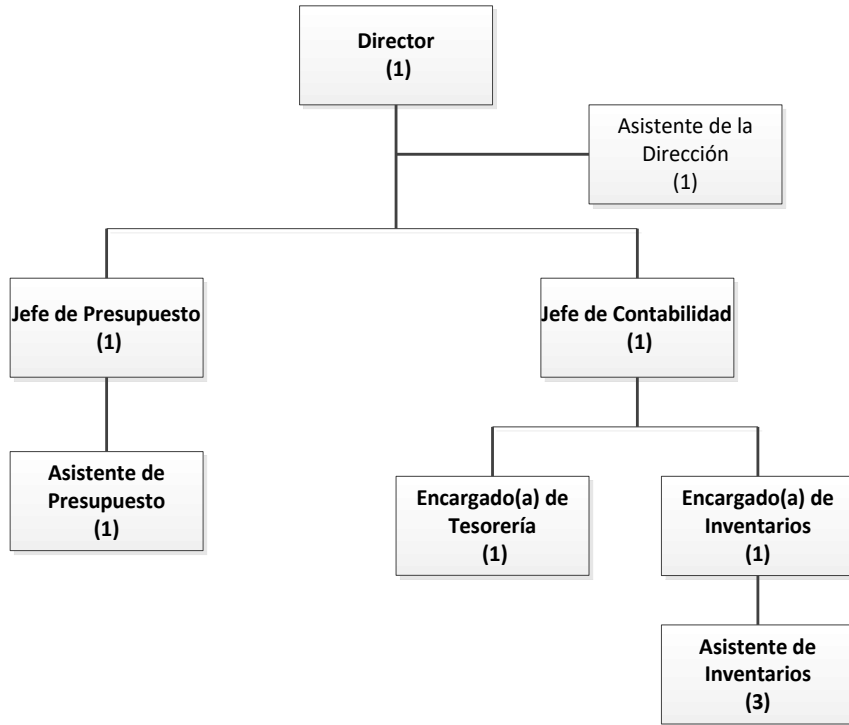 Director
(1)
Asistente de la
Dirección
(1)
Jefe de Presupuesto
(1)
Jefe de Contabilidad
(1)
Asistente de
Presupuesto
(1)
Encargado(a) de
Tesorería
(1)
Encargado(a) de
Inventarios
(1)
Asistente de
Inventarios
(3)